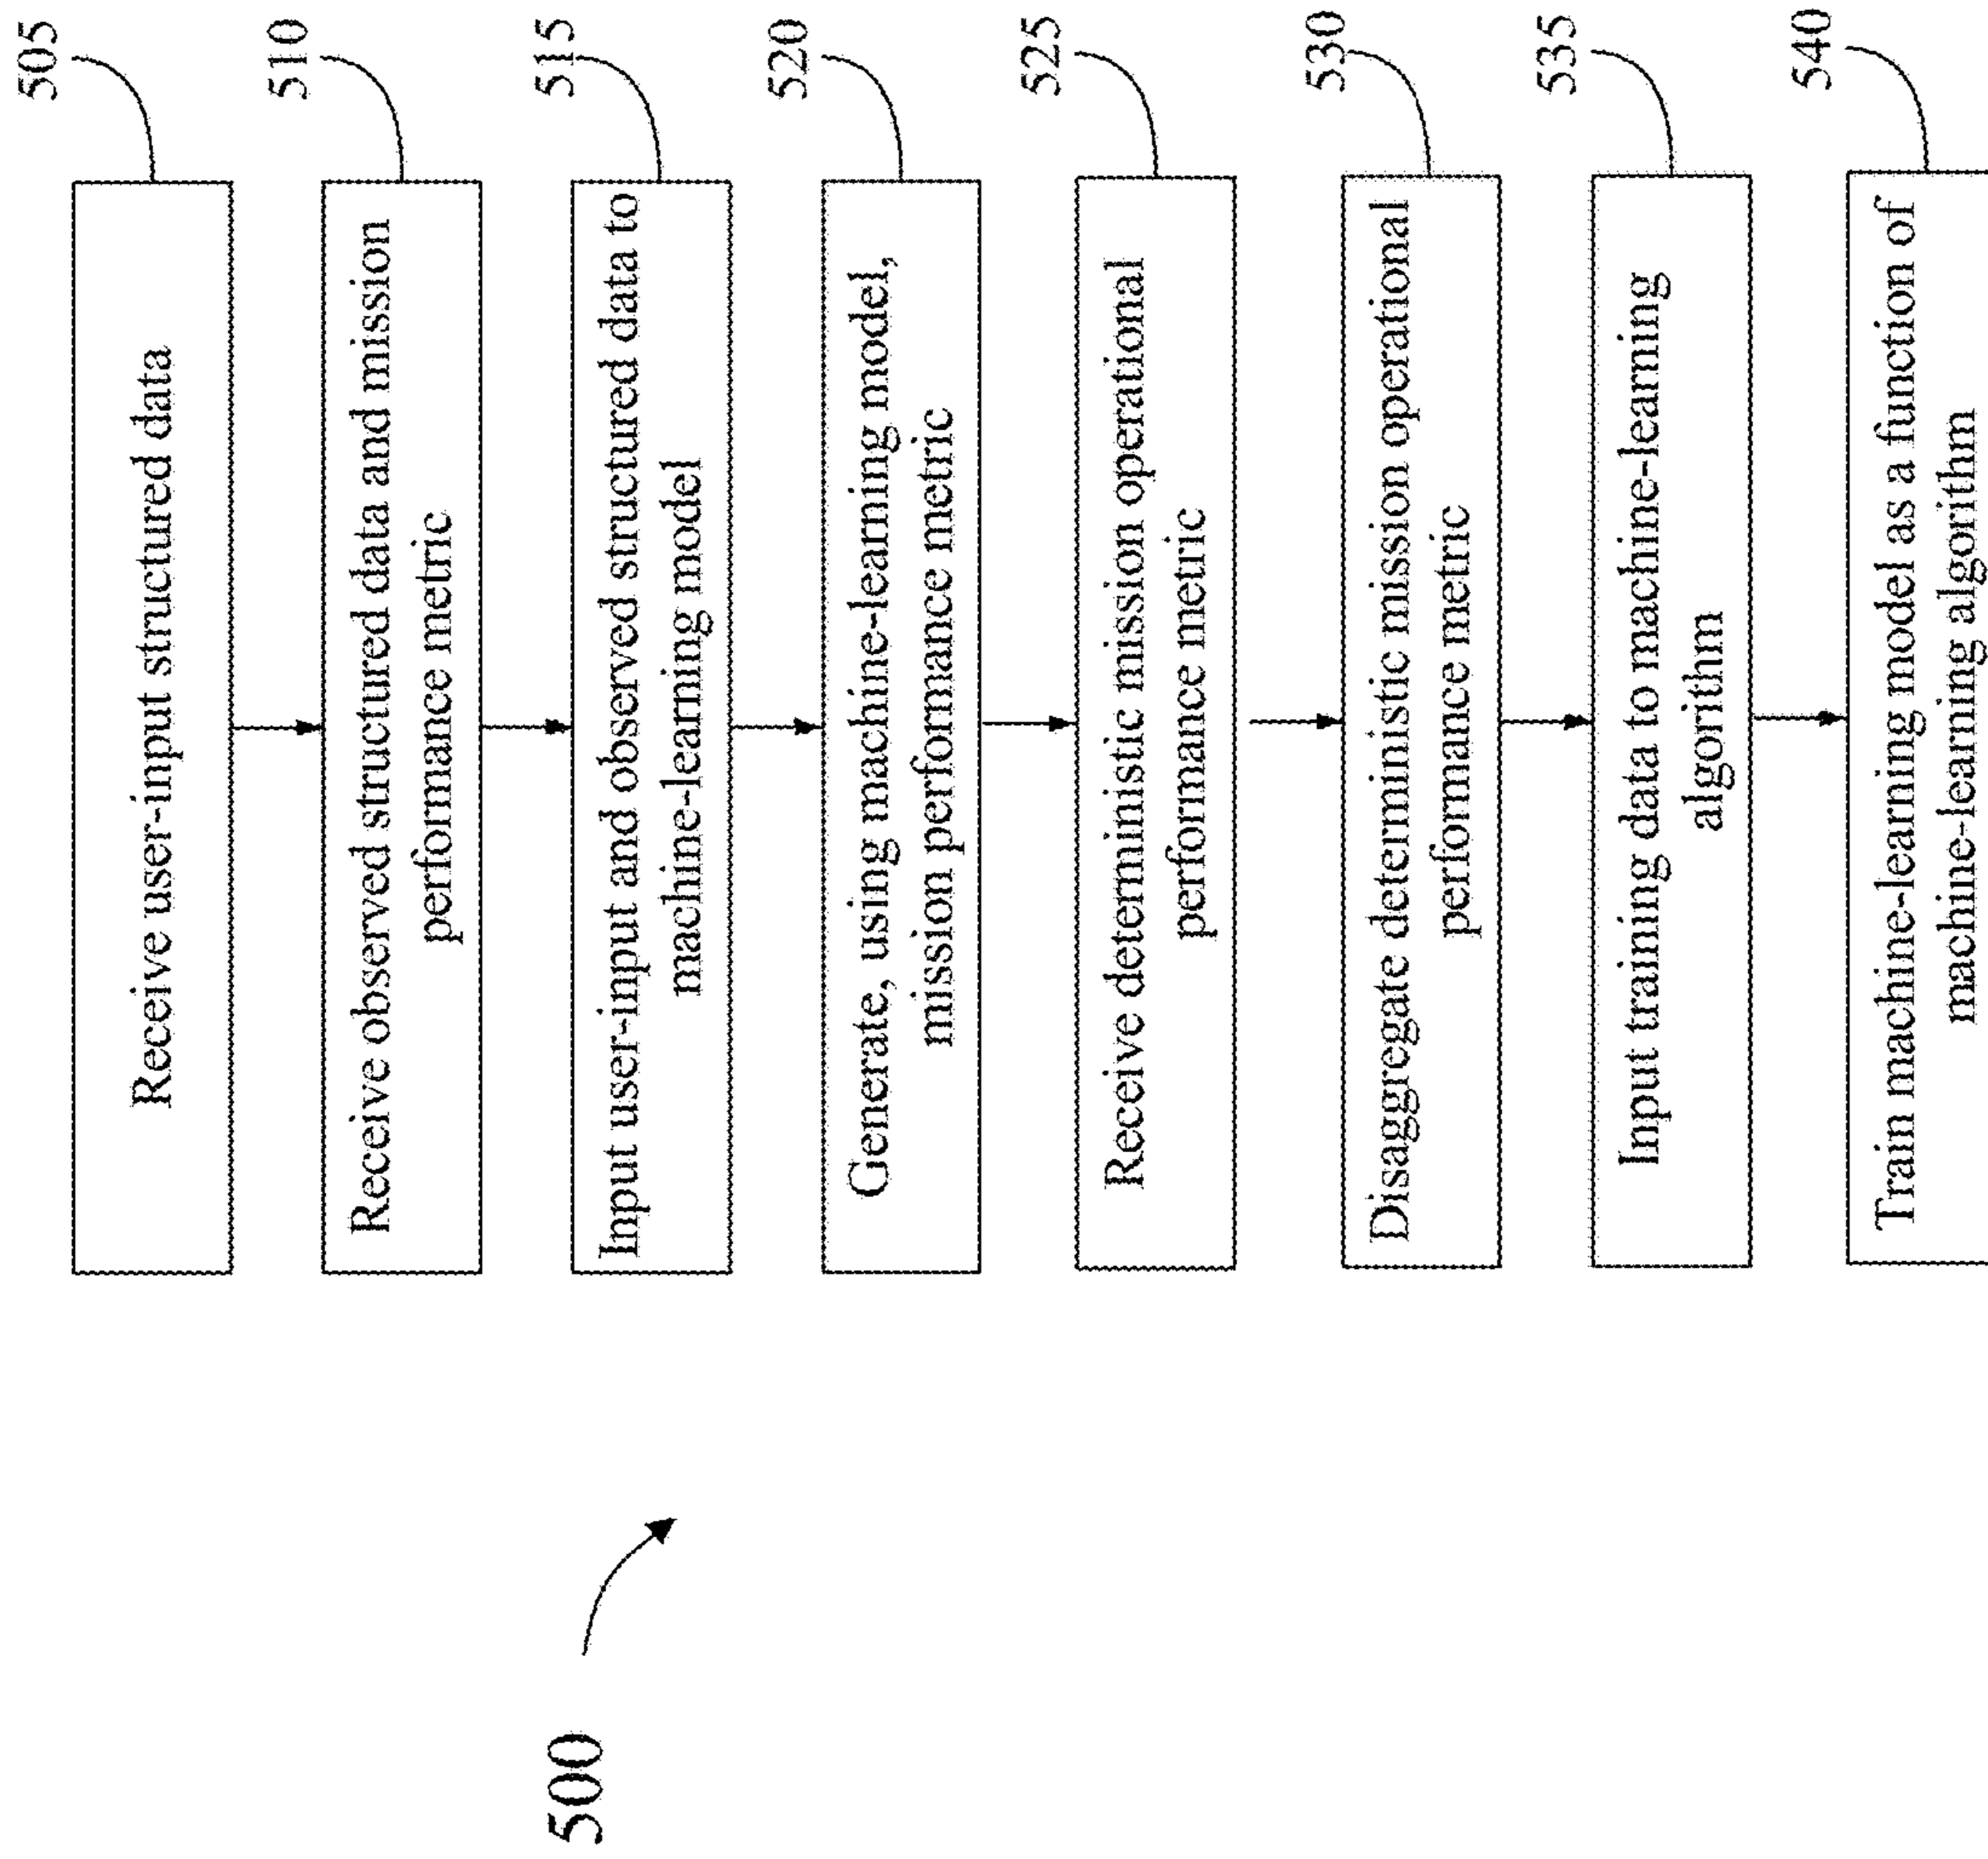 500
505
Receive user-input structured data
510
Receive observed structured data and mission
performance metric
515
Input user-input and observed structured data to
machine-learning model
520
Generate, using machine-learning model,
mission performance metric
525
Receive deterministic mission operational
performance metric
530
Disaggregate deterministic mission operational
performance metric
535
Input training data to machine-learning
algorithm
540
Train machine-learning model as a function of
machine-learning algorithm